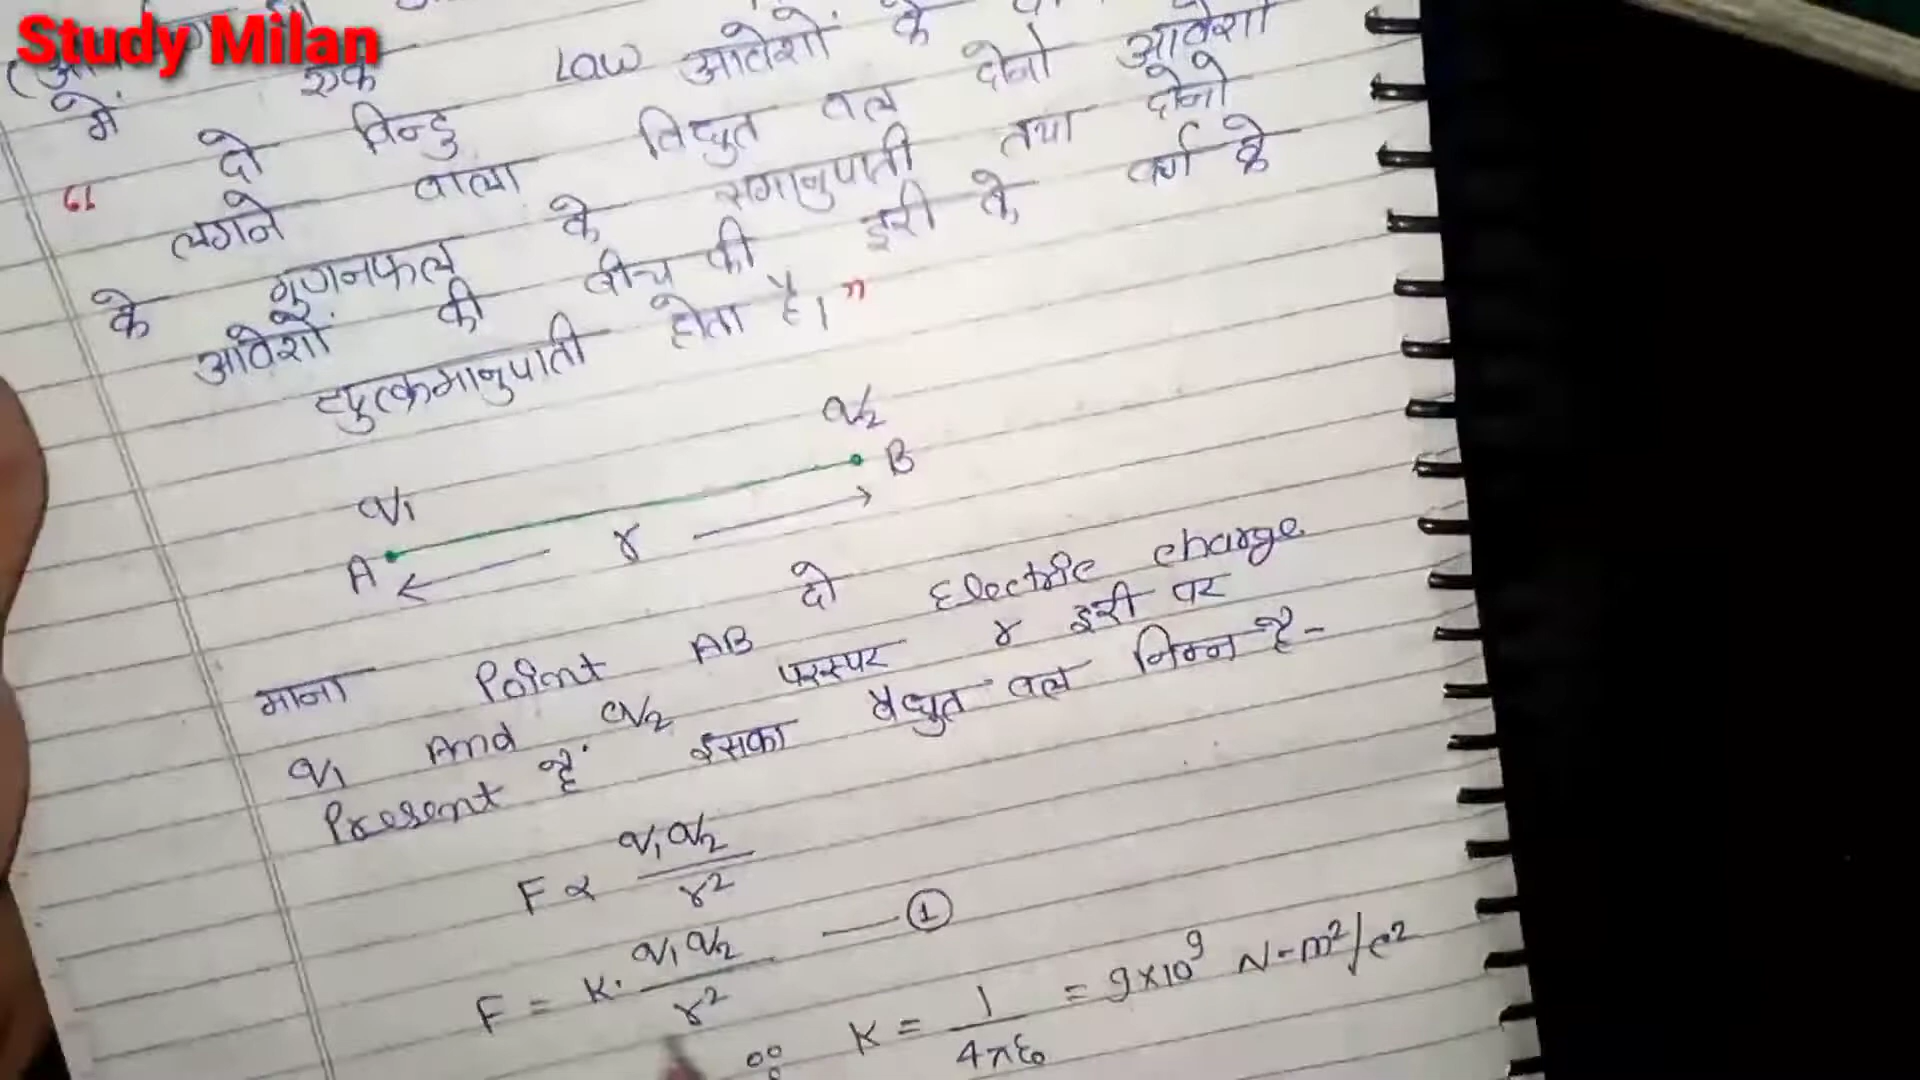 Study Milan
में एक Law आवेशों के
" दो बिन्दु विद्युत बल दोनो आवेशो
लगने वाला समानुपाती तथा दोनो
के गुणनफल के दूरी के वर्ग के
आवेशों की बीच की
व्युत्क्रमानुपाती होता है।"
q₁ q₂
A r B
माना Point AB दो Electric charge
q₁ And q₂ परस्पर r दूरी पर
Present है. इसका वैद्युत बल निम्न है-
F ∝ q₁q₂/r²
F = K. q₁q₂/r² —①
∵ K = 1/4πε₀ = 9×10⁹ N-m²/c²